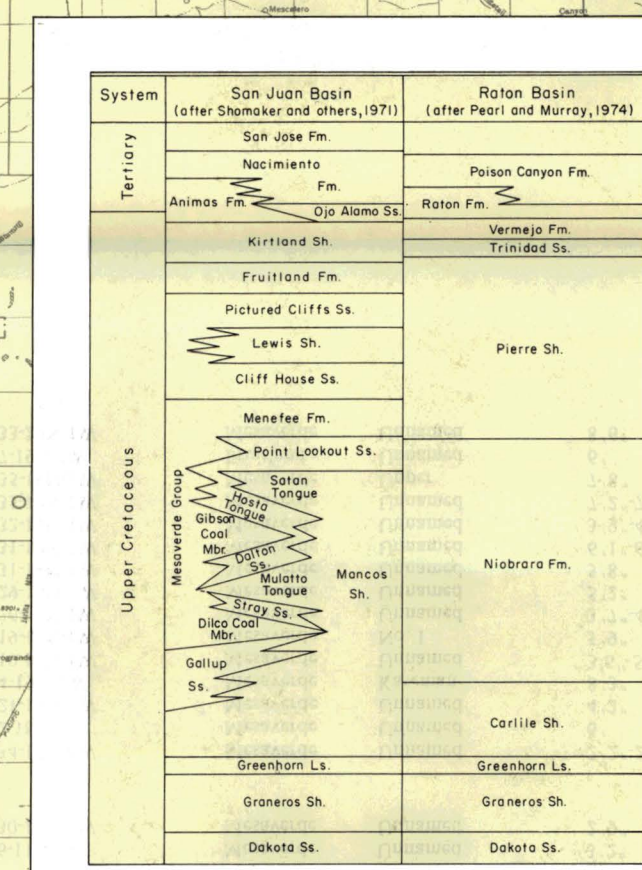 Mescalero
Canyon
System
San Juan Basin
(after Shomaker and others, 1971)
Raton Basin
(after Pearl and Murray, 1974)
Tertiary
San Jose Fm.
Nacimiento
Fm.
Animas Fm.
Ojo Alamo Ss.
Poison Canyon Fm.
Raton Fm.
Vermejo Fm.
Trinidad Ss.
Upper Cretaceous
Kirtland Sh.
Fruitland Fm.
Pictured Cliffs Ss.
Lewis Sh.
Cliff House Ss.
Menefee Fm.
Point Lookout Ss.
Mesaverde Group
Satan
Tongue
Hosta
Tongue
Gibson
Coal
Mbr.
Dalton
Ss.
Mulatto
Tongue
Mancos
Sh.
Stray Ss.
Dilco Coal
Mbr.
Gallup
Ss.
Greenhorn Ls.
Graneros Sh.
Dakota Ss.
Pierre Sh.
Niobrara Fm.
Carlile Sh.
Greenhorn Ls.
Graneros Sh.
Dakota Ss.